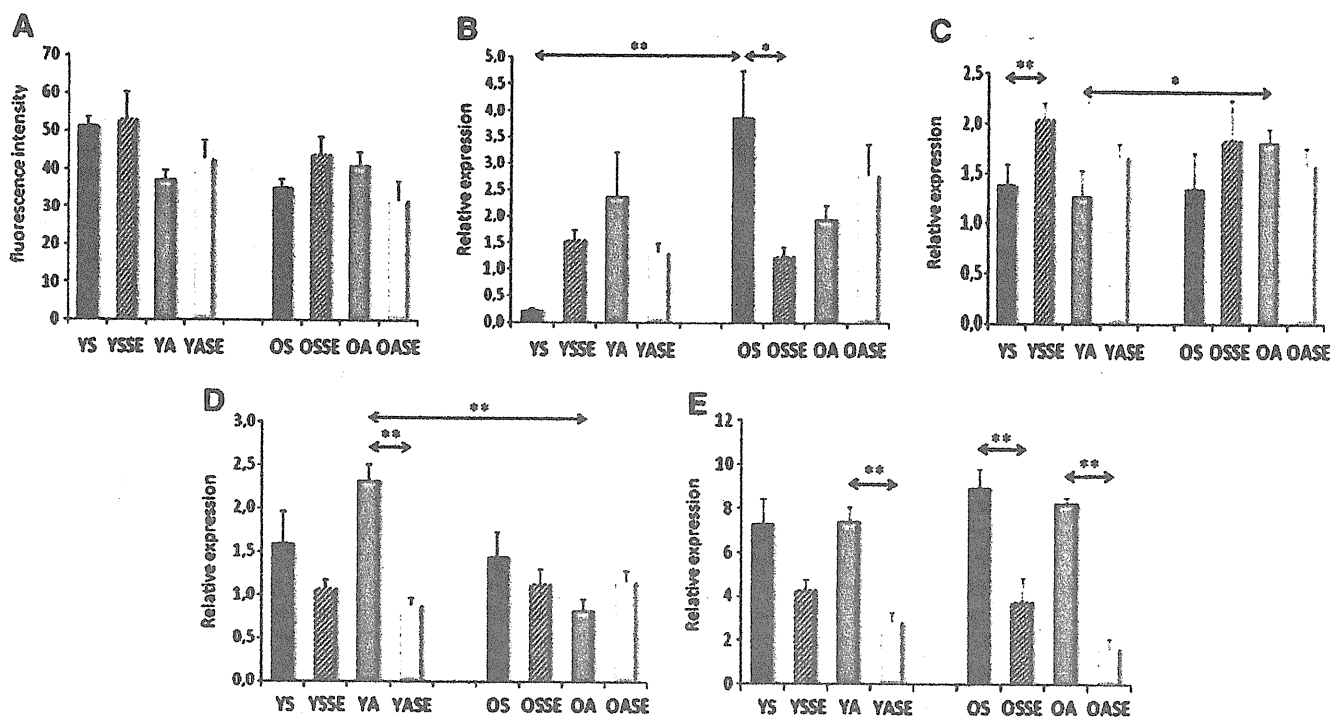 A
fluorescence intensity
70
60
50
40
30
20
10
0
YS YSSE YA YASE OS OSSE OA OASE
B
Relative expression
5,0
4,5
4,0
3,5
3,0
2,5
2,0
1,5
1,0
0,5
0,0
** *
YS YSSE YA YASE OS OSSE OA OASE
C
Relative expression
2,5
2,0
1,5
1,0
0,5
0,0
** *
YS YSSE YA YASE OS OSSE OA OASE
D
Relative expression
3,0
2,5
2,0
1,5
1,0
0,5
0,0
**
**
YS YSSE YA YASE OS OSSE OA OASE
E
Relative expression
12
10
8
6
4
2
0
** ** **
YS YSSE YA YASE OS OSSE OA OASE